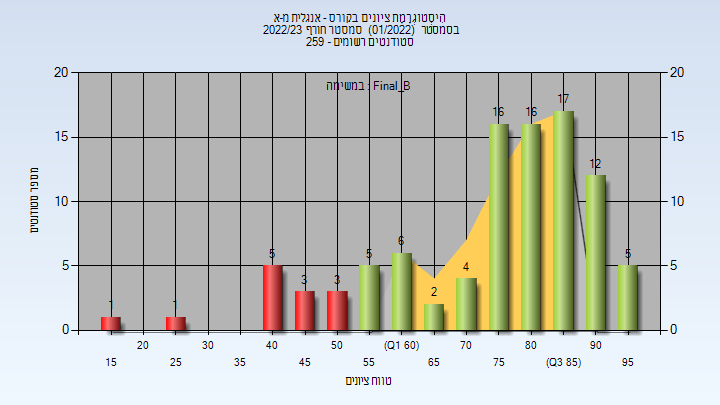 היסטוגרמת ציונים בקורס - אנגלית מ-א
בסמסטר (01/2022) סמסטר חורף 2022/23
סטודנטים רשומים - 259
במשימה : Final_B
20 20
15 15
10 10
5 5
0 0
מספר סטודנטים
1 1 5 3 3 5 6 2 4 16 16 17 12 5
20 30 40 50 (Q1 60) 70 80 90
15 25 35 45 55 65 75 (Q3 85) 95
טווח ציונים